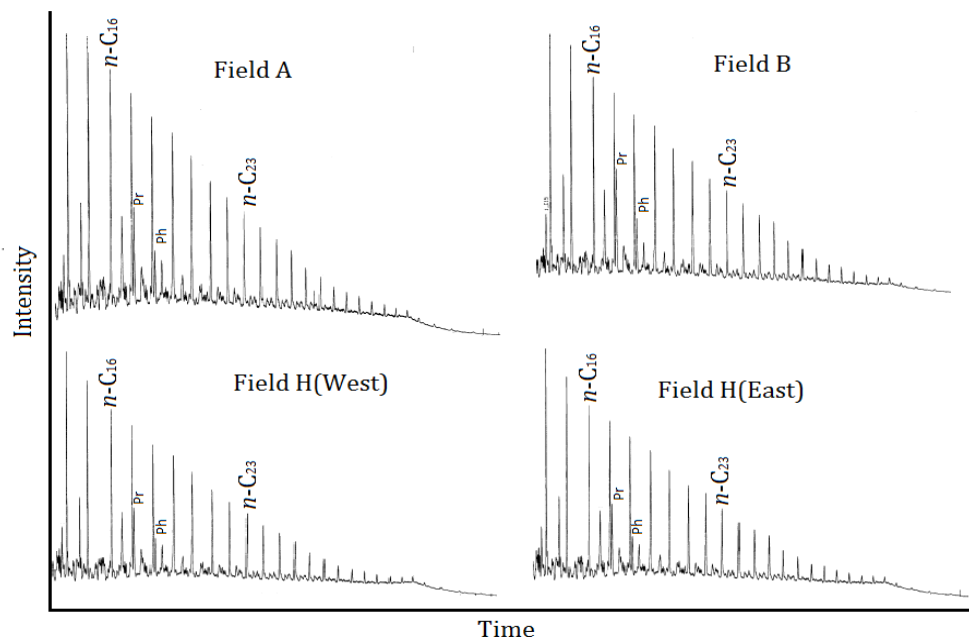 Intensity
Field A
n-C16
Pr
Ph
n-C23
Field B
n-C16
Pr
Ph
n-C23
Field H(West)
n-C16
Pr
Ph
n-C23
Field H(East)
n-C16
Pr
Ph
n-C23
Time